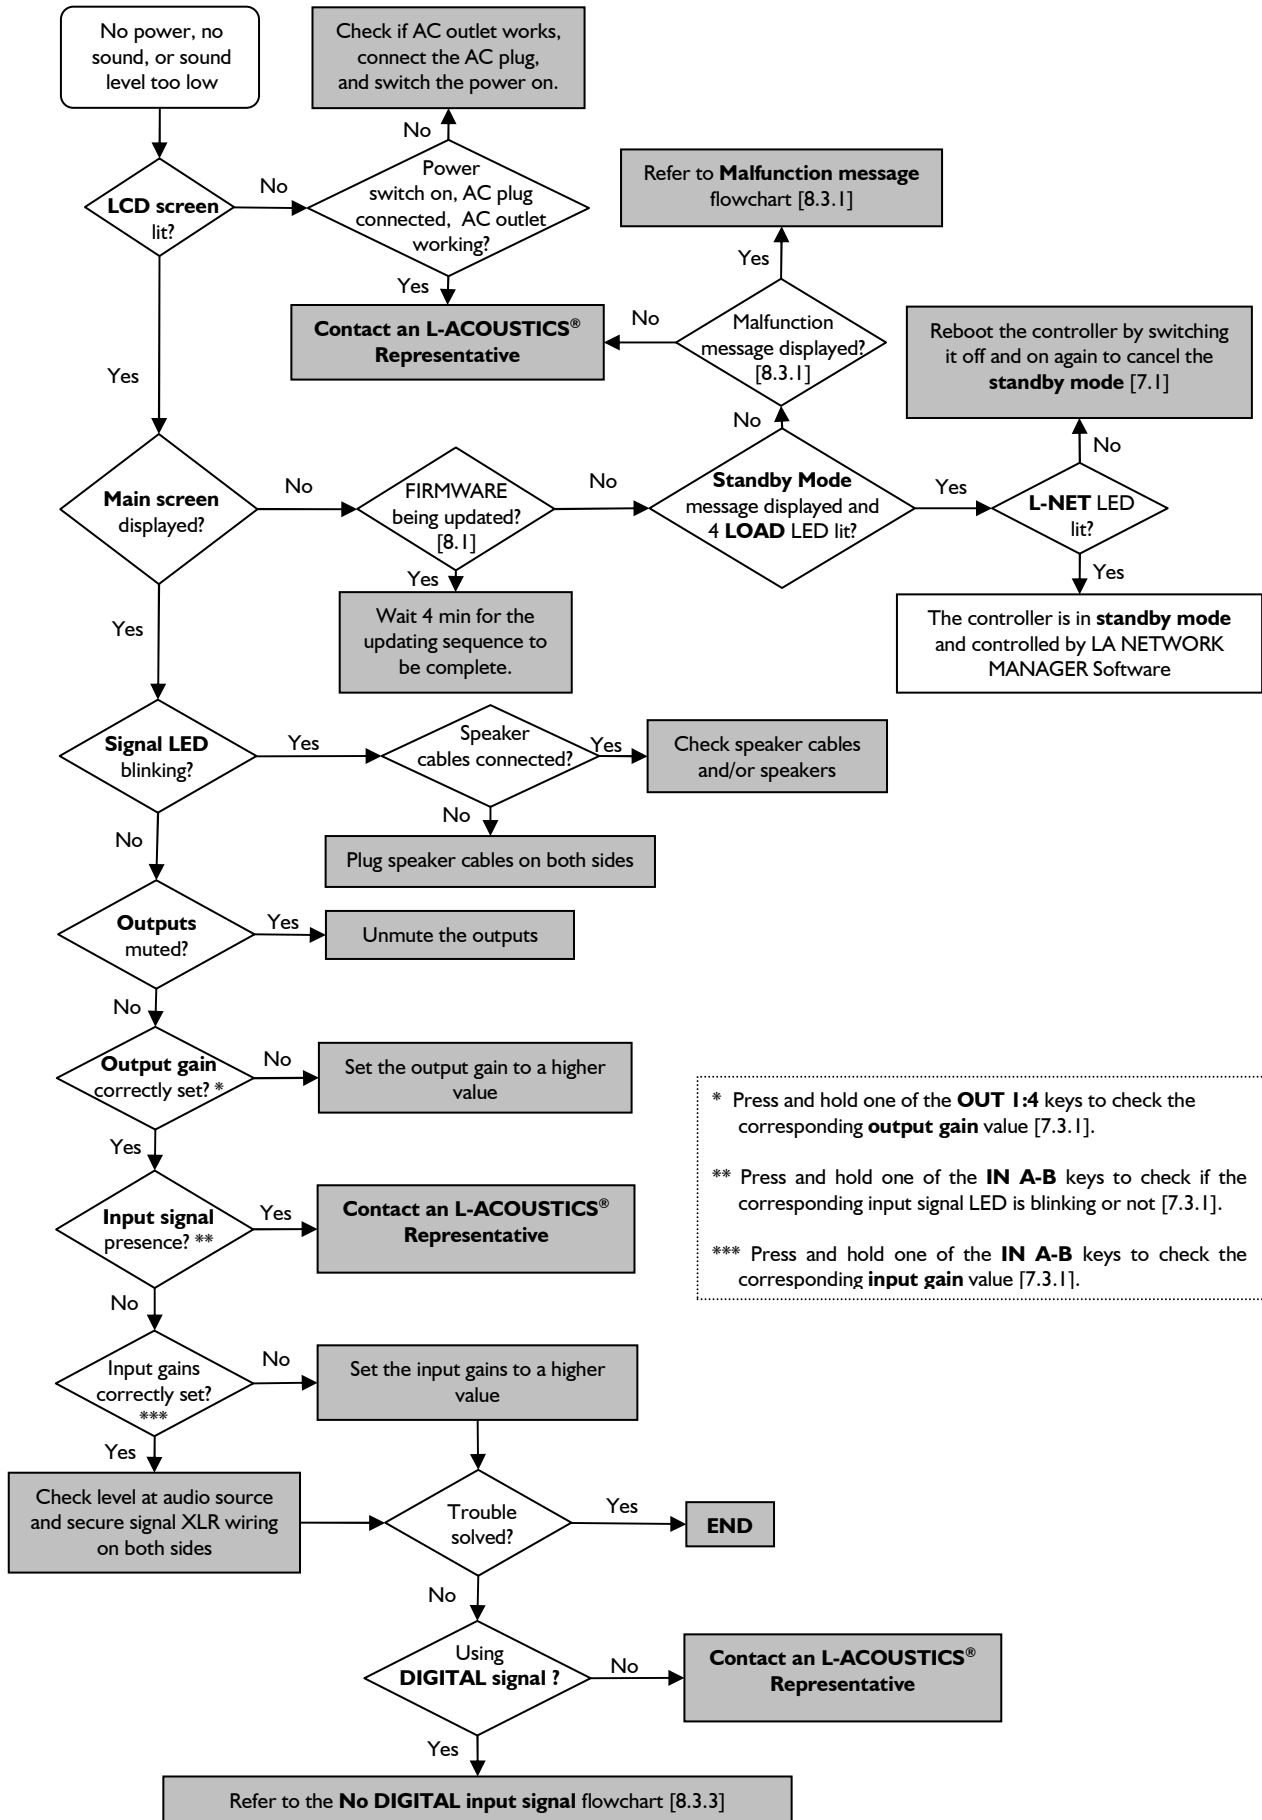 No power, no
sound, or sound
level too low
Check if AC outlet works,
connect the AC plug,
and switch the power on.
No
LCD screen
lit?
No
Power
switch on, AC plug
connected, AC outlet
working?
Yes
Contact an L-ACOUSTICS®
Representative
Refer to Malfunction message
flowchart [8.3.1]
Yes
No
Malfunction
message displayed?
[8.3.1]
Reboot the controller by switching
it off and on again to cancel the
standby mode [7.1]
Yes
No
No
Main screen
displayed?
No
FIRMWARE
being updated?
[8.1]
No
Standby Mode
message displayed and
4 LOAD LED lit?
Yes
L-NET LED
lit?
Yes
Yes
Wait 4 min for the
updating sequence to
be complete.
The controller is in standby mode
and controlled by LA NETWORK
MANAGER Software
Yes
Signal LED
blinking?
Yes
Speaker
cables connected?
Yes
Check speaker cables
and/or speakers
No
No
Plug speaker cables on both sides
Outputs
muted?
Yes
Unmute the outputs
No
Output gain
correctly set? *
No
Set the output gain to a higher
value
Yes
Input signal
presence? **
Yes
Contact an L-ACOUSTICS®
Representative
* Press and hold one of the OUT 1:4 keys to check the
corresponding output gain value [7.3.1].
** Press and hold one of the IN A-B keys to check if the
corresponding input signal LED is blinking or not [7.3.1].
*** Press and hold one of the IN A-B keys to check the
corresponding input gain value [7.3.1].
No
Input gains
correctly set?
***
No
Set the input gains to a higher
value
Yes
Check level at audio source
and secure signal XLR wiring
on both sides
Trouble
solved?
Yes
END
No
Using
DIGITAL signal ?
No
Contact an L-ACOUSTICS®
Representative
Yes
Refer to the No DIGITAL input signal flowchart [8.3.3]